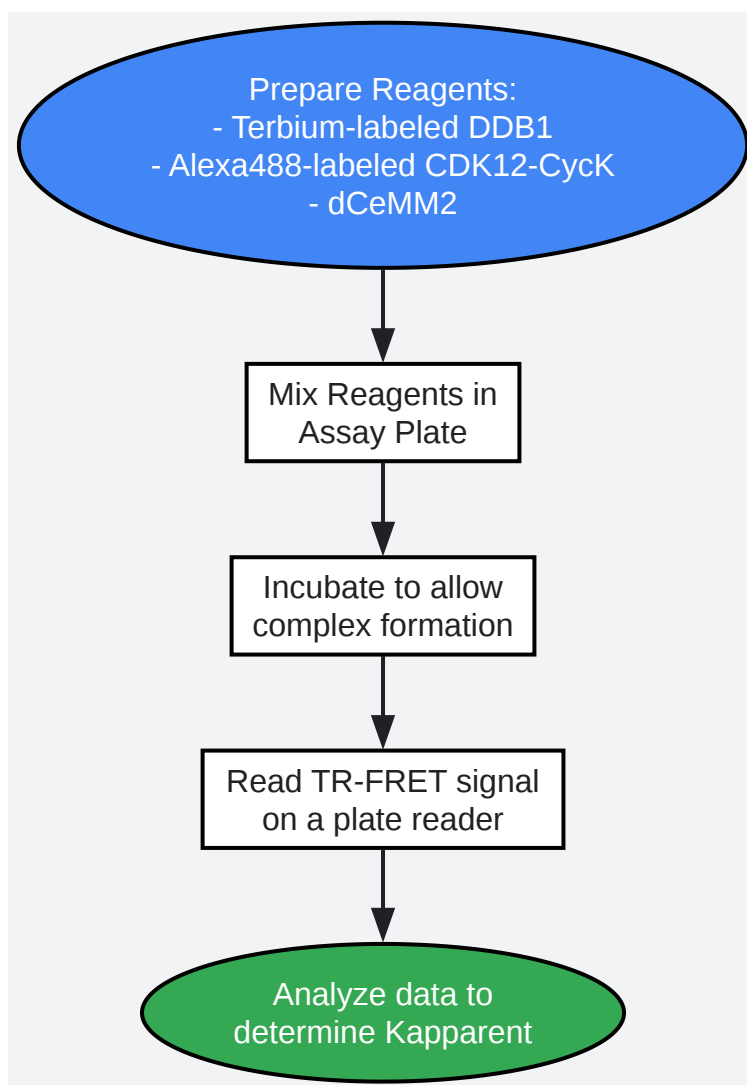 Prepare Reagents:
- Terbium-labeled DDB1
- Alexa488-labeled CDK12-CycK
- dCeMM2
Mix Reagents in
Assay Plate
Incubate to allow
complex formation
Read TR-FRET signal
on a plate reader
Analyze data to
determine Kapparent